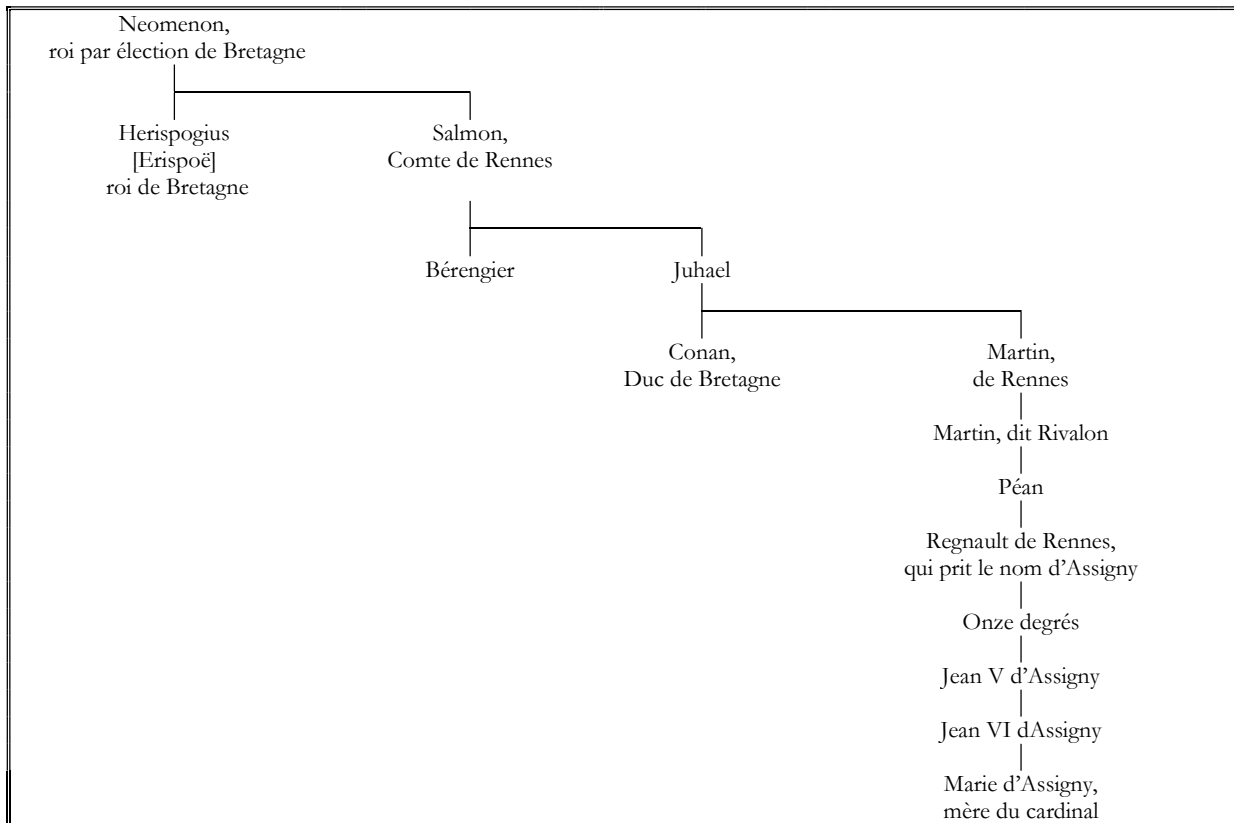 Neomenon,
roi par élection de Bretagne
Herispogius
[Erispoë]
roi de Bretagne
Salmon,
Comte de Rennes
Bérengier
Juhael
Conan,
Duc de Bretagne
Martin,
de Rennes
Martin, dit Rivalon
Péan
Regnault de Rennes,
qui prit le nom d’Assigny
Onze degrés
Jean V d’Assigny
Jean VI dAssigny
Marie d’Assigny,
mère du cardinal